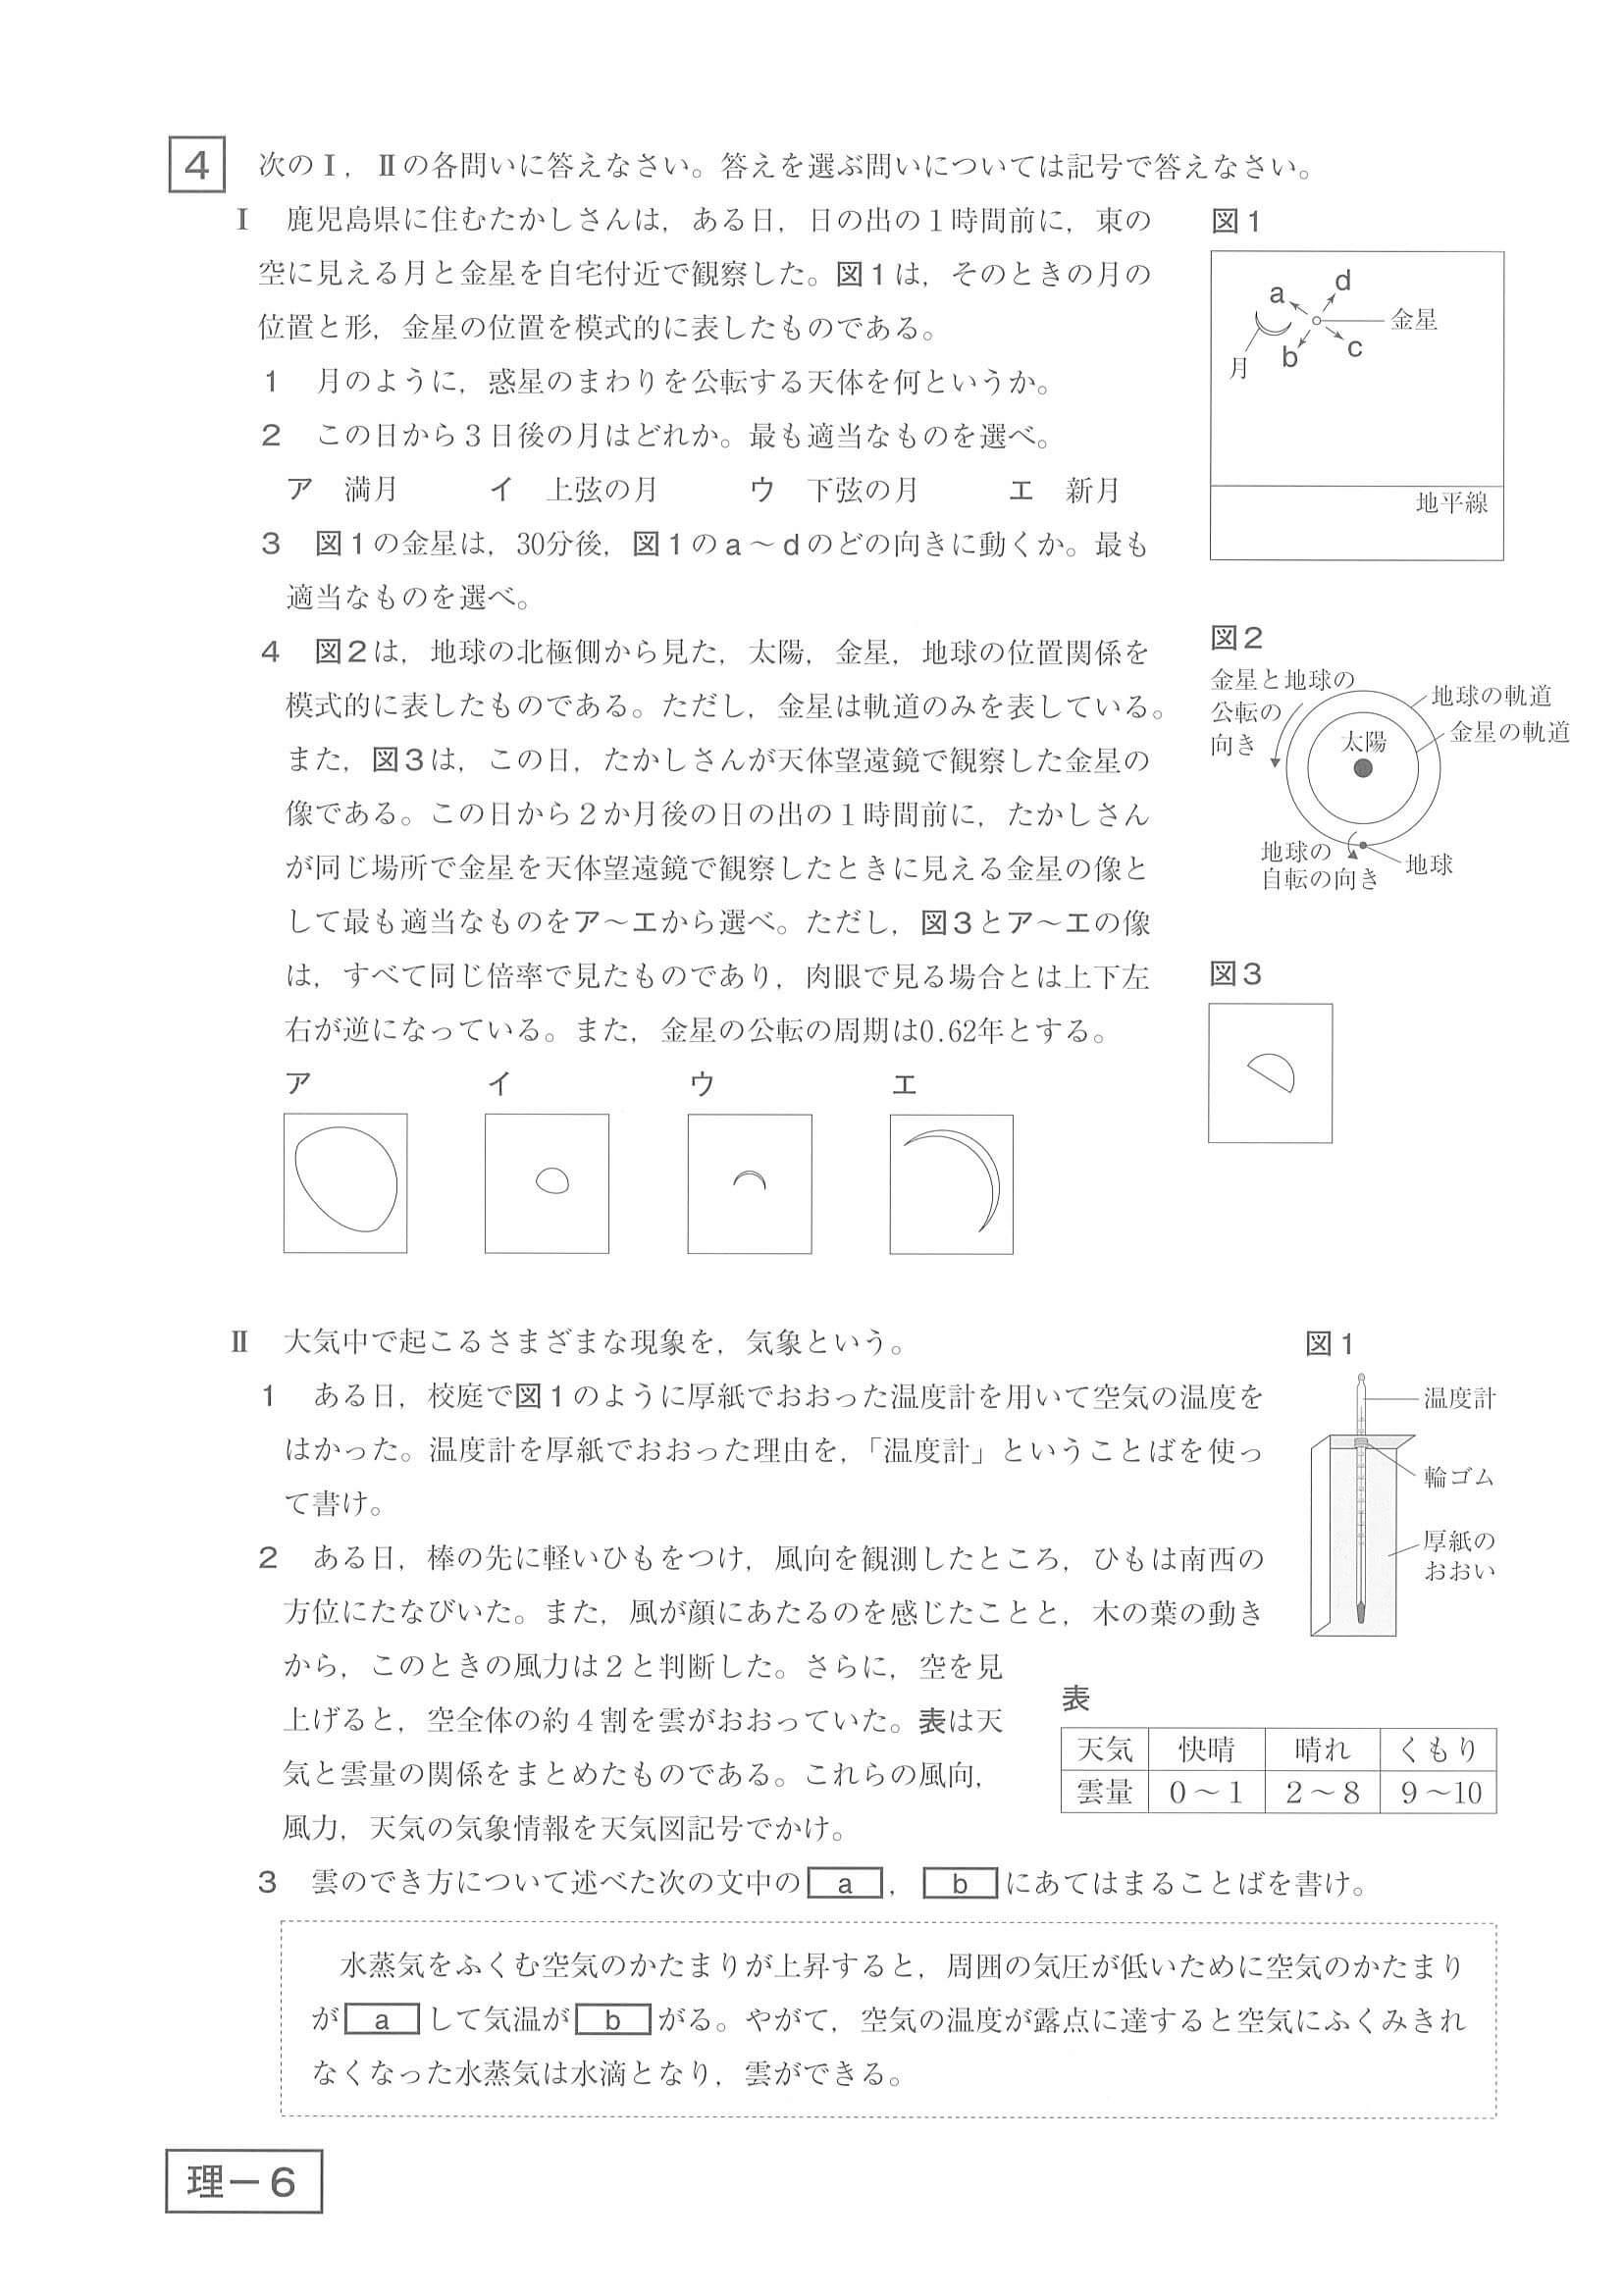 4 次のⅠ，Ⅱの各問いに答えなさい。答えを選ぶ問いについては記号で答えなさい。
Ⅰ 鹿児島県に住むたかしさんは，ある日，日の出の１時間前に，東の
空に見える月と金星を自宅付近で観察した。図１は，そのときの月の
位置と形，金星の位置を模式的に表したものである。
1 月のように，惑星のまわりを公転する天体を何というか。
2 この日から３日後の月はどれか。最も適当なものを選べ。
ア 満月 イ 上弦の月 ウ 下弦の月 エ 新月
3 図１の金星は，30分後，図１のａ～ｄのどの向きに動くか。最も
適当なものを選べ。
4 図２は，地球の北極側から見た，太陽，金星，地球の位置関係を
模式的に表したものである。ただし，金星は軌道のみを表している。
また，図３は，この日，たかしさんが天体望遠鏡で観察した金星の
像である。この日から２か月後の日の出の１時間前に，たかしさん
が同じ場所で金星を天体望遠鏡で観察したときに見える金星の像と
して最も適当なものをア～エから選べ。ただし，図３とア～エの像
は，すべて同じ倍率で見たものであり，肉眼で見る場合とは上下左
右が逆になっている。また，金星の公転の周期は0.62年とする。
ア イ ウ エ
図１
a
d
金星
b
c
月
地平線
図２
金星と地球の
公転の
向き
地球の軌道
金星の軌道
太陽
地球の
自転の向き
地球
図３
Ⅱ 大気中で起こるさまざまな現象を，気象という。
1 ある日，校庭で図１のように厚紙でおおった温度計を用いて空気の温度を
はかった。温度計を厚紙でおおった理由を，「温度計」ということばを使っ
て書け。
2 ある日，棒の先に軽いひもをつけ，風向を観測したところ，ひもは南西の
方位にたなびいた。また，風が顔にあたるのを感じたことと，木の葉の動き
から，このときの風力は２と判断した。さらに，空を見
上げると，空全体の約４割を雲がおおっていた。表は天
気と雲量の関係をまとめたものである。これらの風向，
風力，天気の気象情報を天気図記号でかけ。
図１
温度計
輪ゴム
厚紙の
おおい
表
天気 快晴 晴れ くもり
雲量 0～1 2～8 9～10
3 雲のでき方について述べた次の文中の a ， b にあてはまることばを書け。
水蒸気をふくむ空気のかたまりが上昇すると，周囲の気圧が低いために空気のかたまり
が a して気温が b がる。やがて，空気の温度が露点に達すると空気にふくみきれ
なくなった水蒸気は水滴となり，雲ができる。
理－6